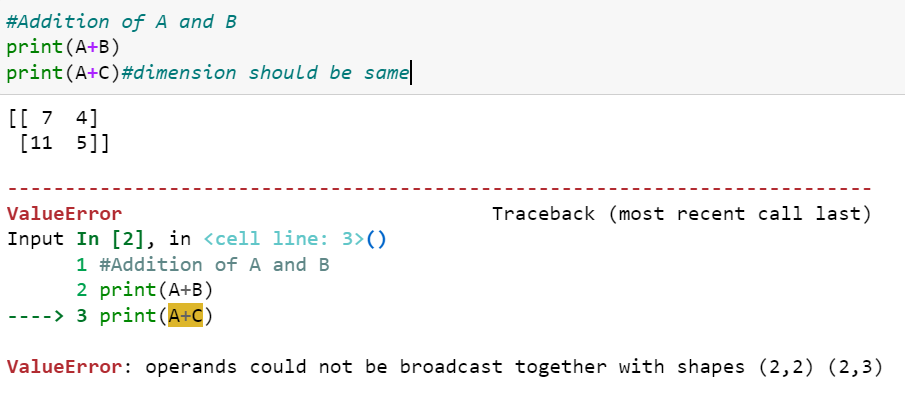 #Addition of A and B
print(A+B)
print(A+C)#dimension should be same
[[ 7  4]
 [11  5]]
---------------------------------------------------------------------------
ValueError                                Traceback (most recent call last)
Input In [2], in <cell line: 3>()
      1 #Addition of A and B
      2 print(A+B)
----> 3 print(A+C)
ValueError: operands could not be broadcast together with shapes (2,2) (2,3)